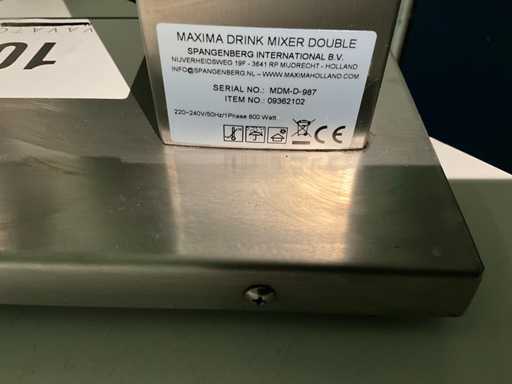 MAXIMA DRINK MIXER DOUBLE
SPANGENBERG INTERNATIONAL B.V.
NIJVERHEIDSWEG 19F - 3641 RP MIJDRECHT - HOLLAND
INFO@SPANGENBERG.NL – WWW.MAXIMAHOLLAND.COM
SERIAL NO.: MDM-D-987
ITEM NO.: 09362102
220~240V/50Hz/1Phase 800 Watt
CE
10